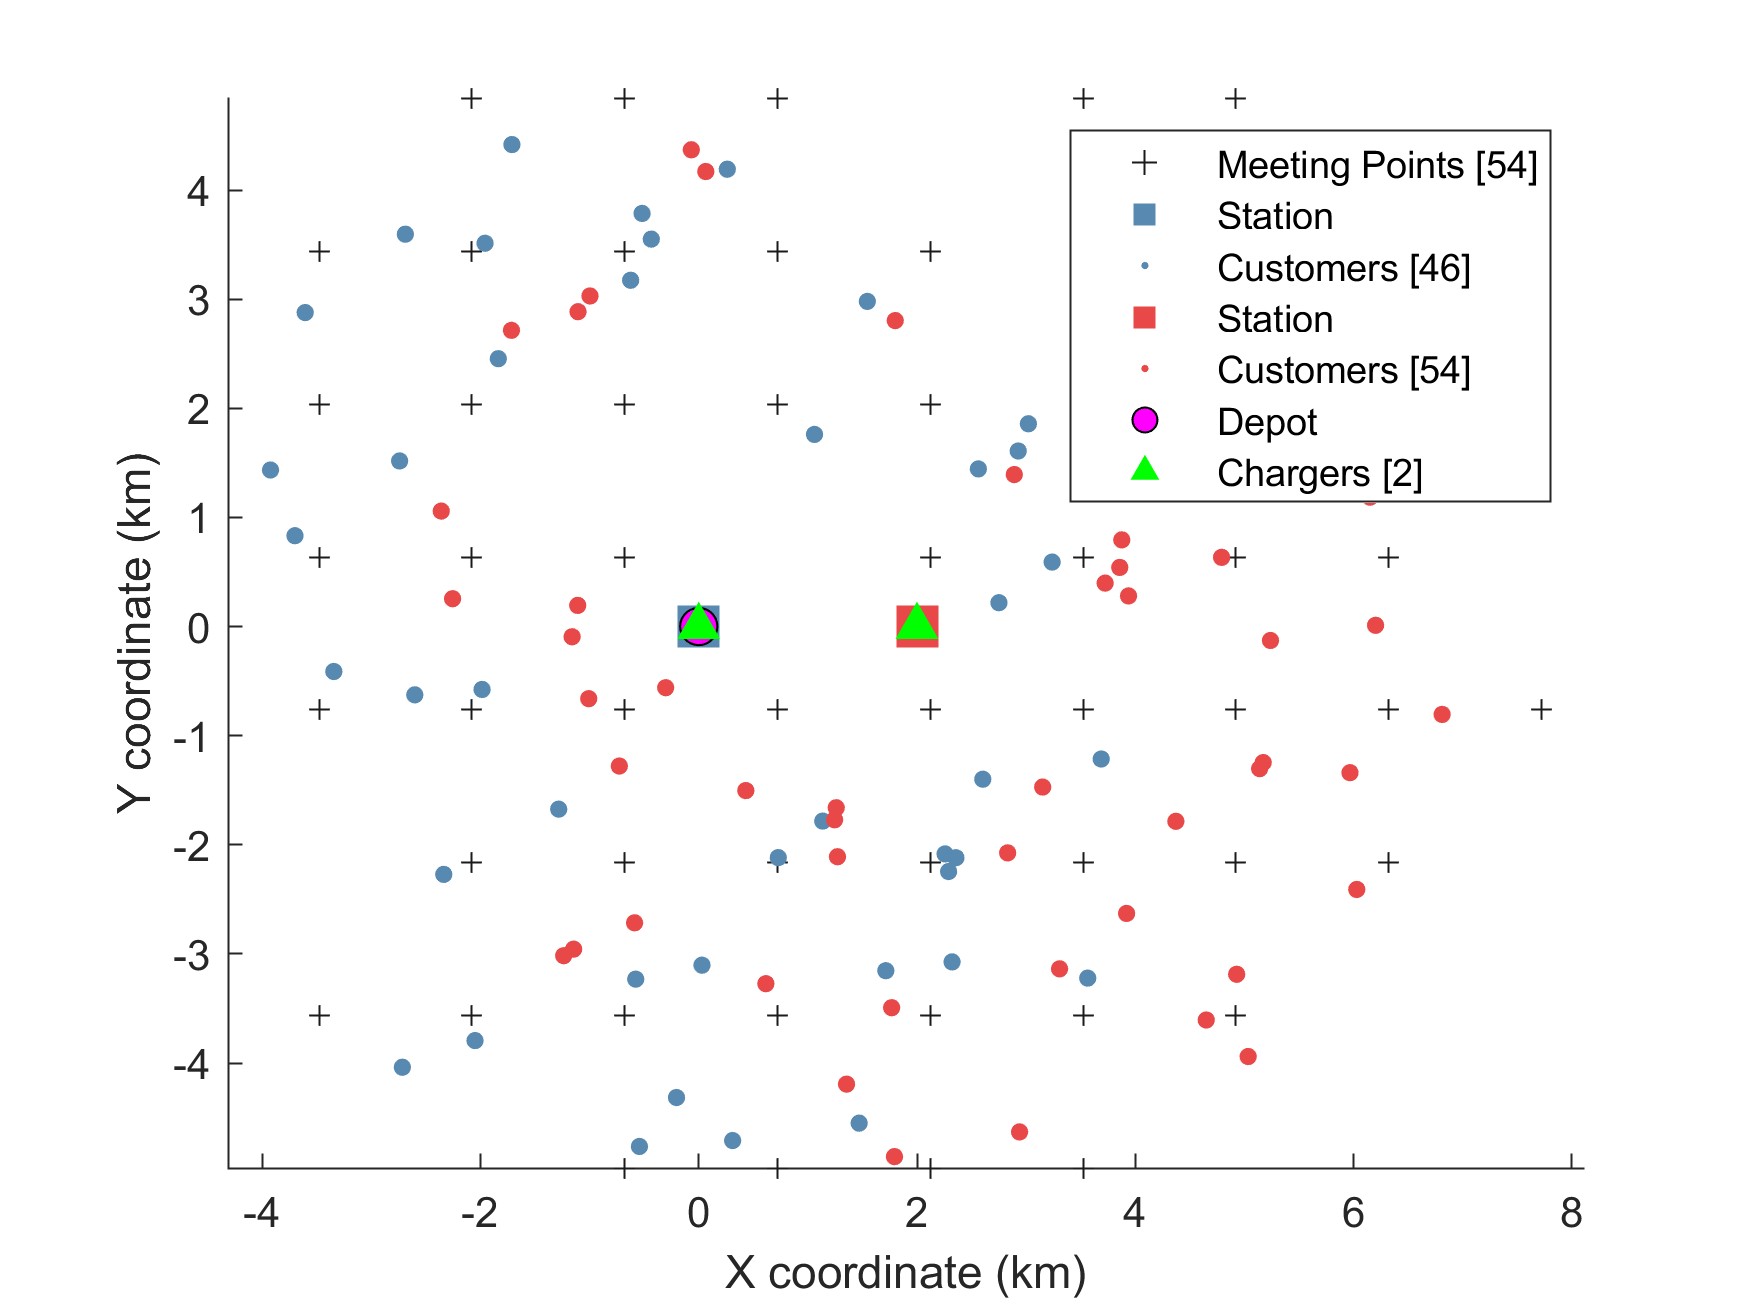 Meeting Points [54]
Station
Customers [46]
Station
Customers [54]
Depot
Chargers [2]
4
3
2
1
0
-1
-2
-3
-4
Y coordinate (km)
-4 -2 0 2 4 6 8
X coordinate (km)